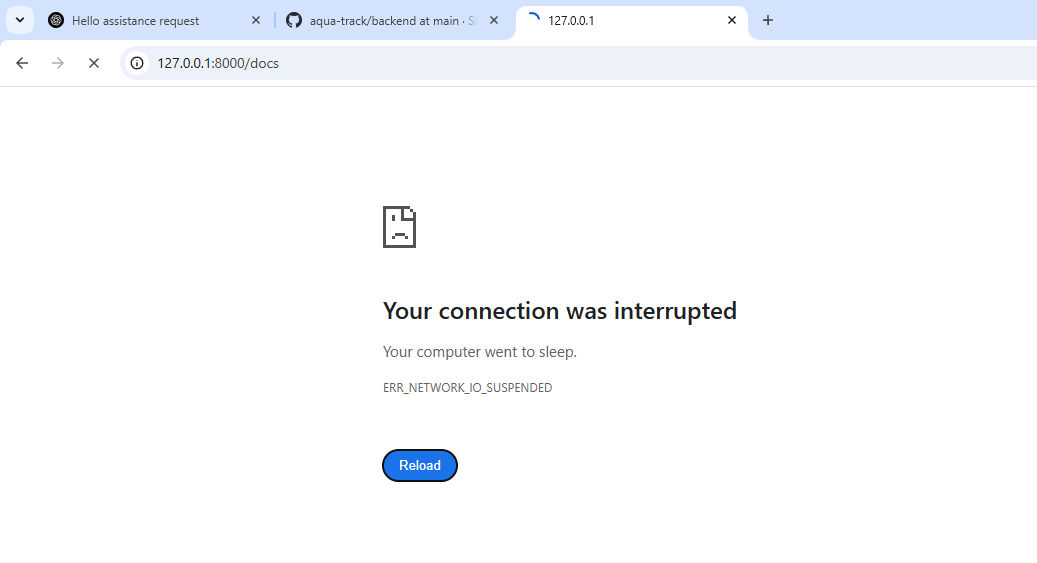 Hello assistance request
aqua-track/backend at main ·
127.0.0.1
127.0.0.1:8000/docs
Your connection was interrupted
Your computer went to sleep.
ERR_NETWORK_IO_SUSPENDED
Reload